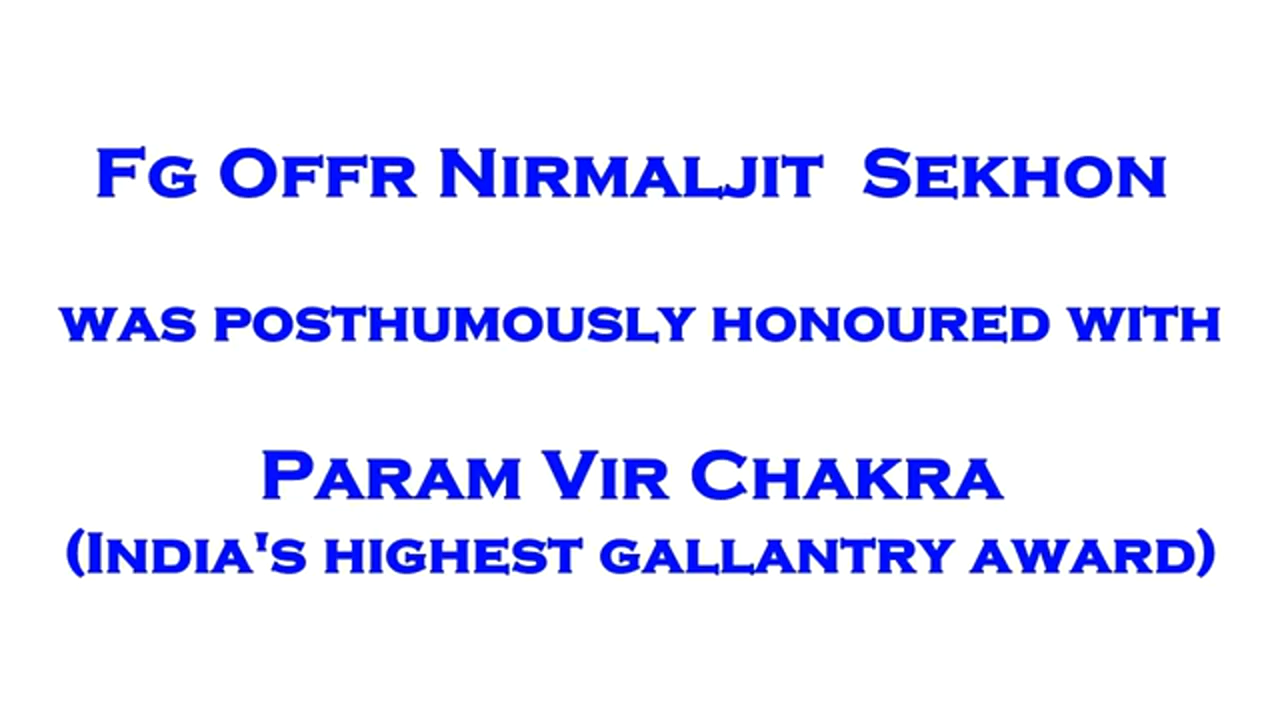 Fg Offr Nirmaljit Sekhon
was posthumously honoured with
Param Vir Chakra
(India's highest gallantry award)